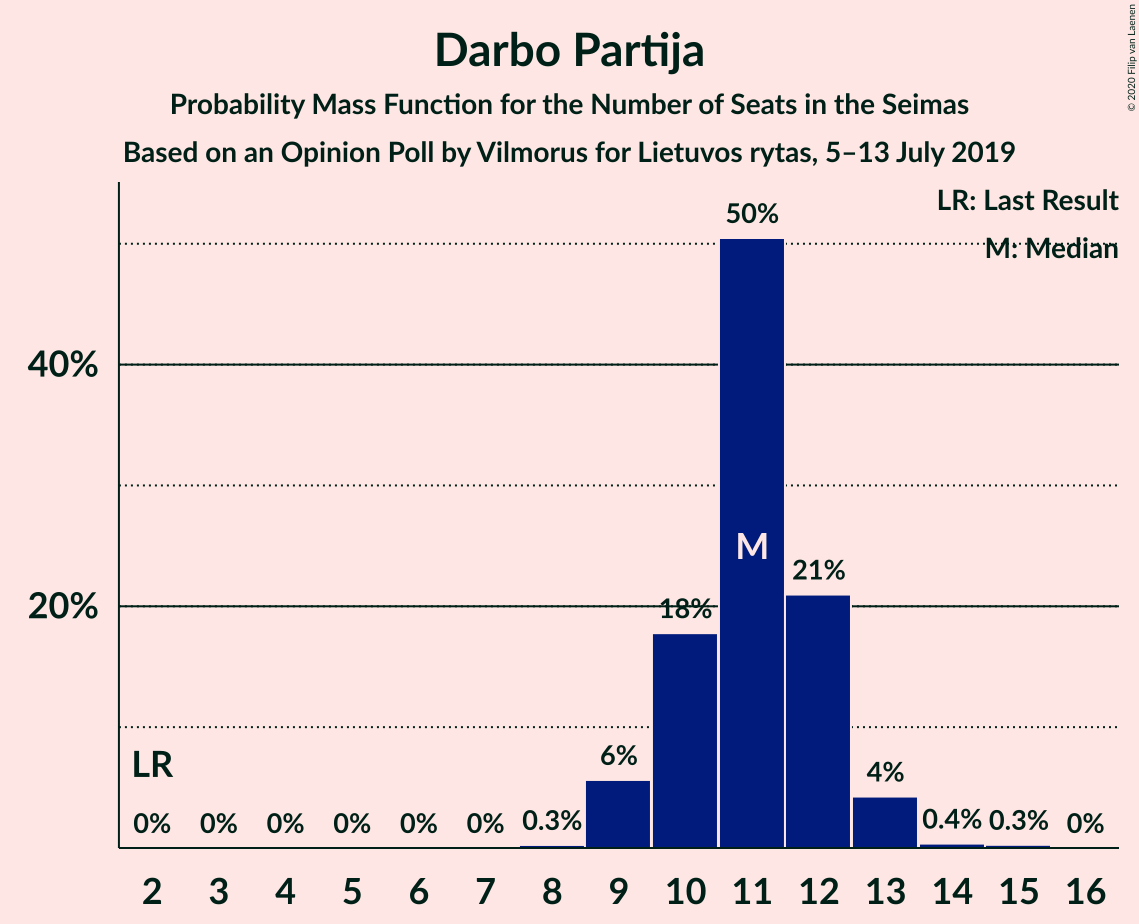 Darbo Partija
Probability Mass Function for the Number of Seats in the Seimas
Based on an Opinion Poll by Vilmorus for Lietuvos rytas, 5–13 July 2019
© 2020 Filip van Laenen
LR: Last Result
M: Median
50%
40%
M
21%
20%
18%
LR
6%
4%
0% 0% 0% 0% 0% 0% 0.3% 0.4% 0.3% 0%
2 3 4 5 6 7 8 9 10 11 12 13 14 15 16